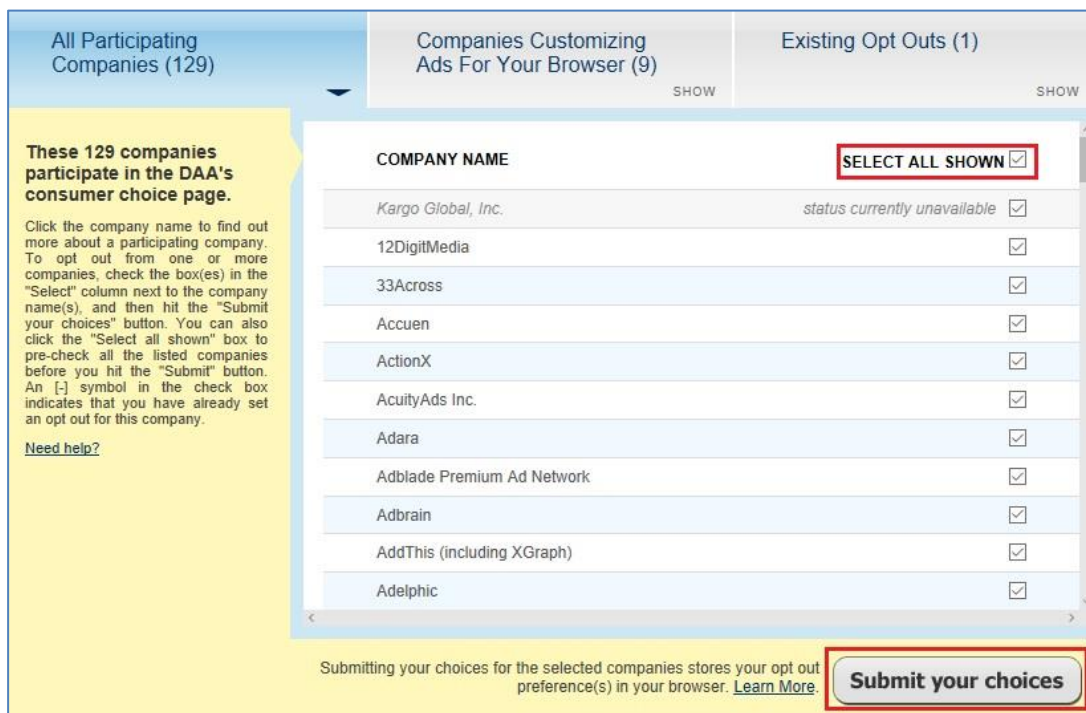 All Participating
Companies (129)
Companies Customizing
Ads For Your Browser (9)
SHOW
Existing Opt Outs (1)
SHOW
These 129 companies
participate in the DAA's
consumer choice page.
Click the company name to find out
more about a participating company.
To opt out from one or more
companies, check the box(es) in the
"Select" column next to the company
name(s), and then hit the "Submit
your choices" button. You can also
click the "Select all shown" box to
pre-check all the listed companies
before you hit the "Submit" button.
An [-] symbol in the check box
indicates that you have already set
an opt out for this company.
Need help?
COMPANY NAME SELECT ALL SHOWN
Kargo Global, Inc. status currently unavailable
12DigitMedia
33Across
Accuen
ActionX
AcuityAds Inc.
Adara
Adblade Premium Ad Network
Adbrain
AddThis (including XGraph)
Adelphic
Submitting your choices for the selected companies stores your opt out
preference(s) in your browser. Learn More.
Submit your choices